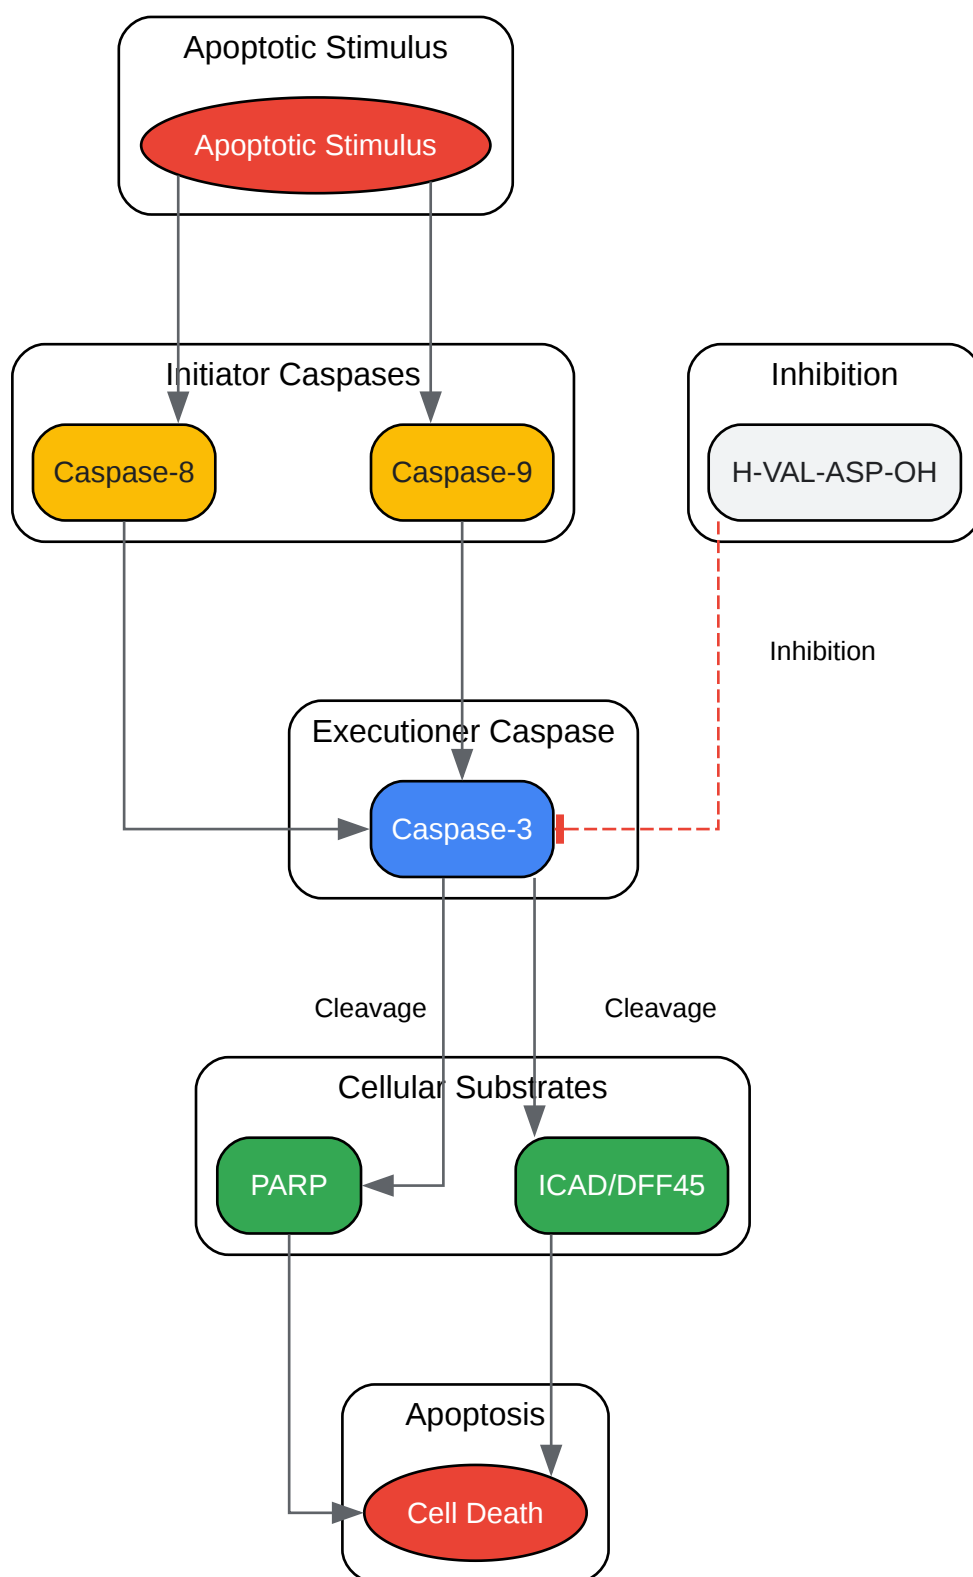 Apoptotic Stimulus
Apoptotic Stimulus
Initiator Caspases
Caspase-8
Caspase-9
Inhibition
H-VAL-ASP-OH
Inhibition
Executioner Caspase
Caspase-3
Cleavage
Cleavage
Cellular Substrates
PARP
ICAD/DFF45
Apoptosis
Cell Death